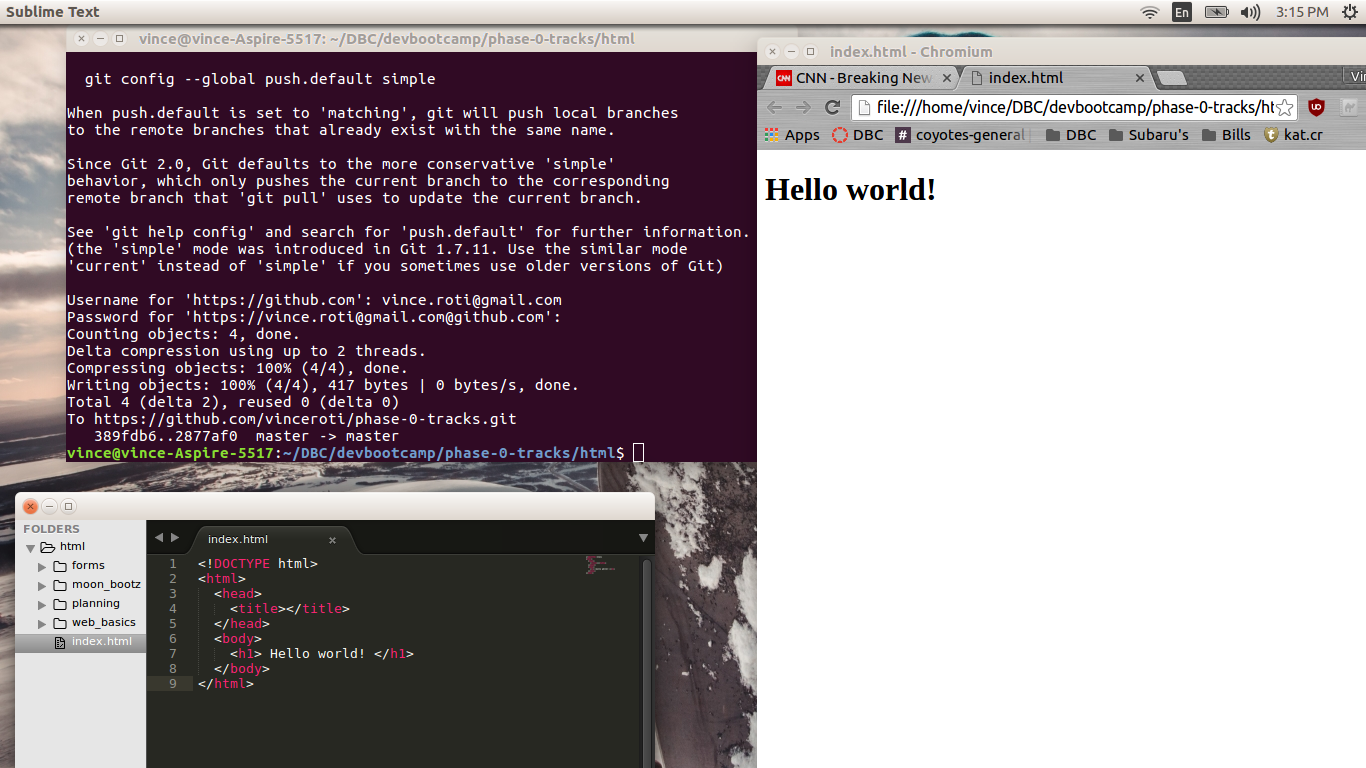 Sublime Text
En
3:15 PM
vince@vince-Aspire-5517: ~/DBC/devbootcamp/phase-0-tracks/html
git config --global push.default simple
When push.default is set to 'matching', git will push local branches
to the remote branches that already exist with the same name.
Since Git 2.0, Git defaults to the more conservative 'simple'
behavior, which only pushes the current branch to the corresponding
remote branch that 'git pull' uses to update the current branch.
See 'git help config' and search for 'push.default' for further information.
(the 'simple' mode was introduced in Git 1.7.11. Use the similar mode
'current' instead of 'simple' if you sometimes use older versions of Git)
Username for 'https://github.com': vince.roti@gmail.com
Password for 'https://vince.roti@gmail.com@github.com':
Counting objects: 4, done.
Delta compression using up to 2 threads.
Compressing objects: 100% (4/4), done.
Writing objects: 100% (4/4), 417 bytes | 0 bytes/s, done.
Total 4 (delta 2), reused 0 (delta 0)
To https://github.com/vinceroti/phase-0-tracks.git
389fdb6..2877af0  master -> master
vince@vince-Aspire-5517:~/DBC/devbootcamp/phase-0-tracks/html$
index.html - Chromium
CNN - Breaking New
index.html
Vi
file:///home/vince/DBC/devbootcamp/phase-0-tracks/ht
Apps DBC # coyotes-general DBC Subaru's Bills kat.cr
Hello world!
FOLDERS
html
forms
moon_bootz
planning
web_basics
index.html
index.html
1 <!DOCTYPE html>
2 <html>
3 <head>
4 <title></title>
5 </head>
6 <body>
7 <h1> Hello world! </h1>
8 </body>
9 </html>